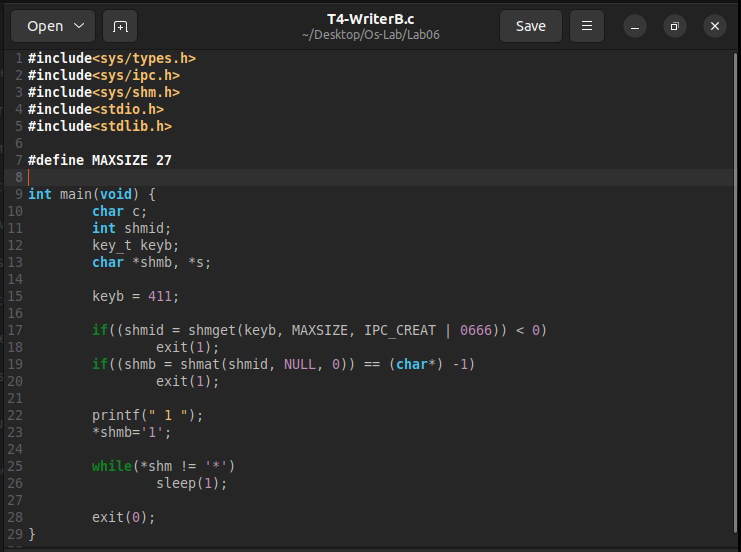 Open
T4-WriterB.c
~/Desktop/Os-Lab/Lab06
Save
1 #include<sys/types.h>
2 #include<sys/ipc.h>
3 #include<sys/shm.h>
4 #include<stdio.h>
5 #include<stdlib.h>
6
7 #define MAXSIZE 27
8
9 int main(void) {
10 char c;
11 int shmid;
12 key_t keyb;
13 char *shmb, *s;
14
15 keyb = 411;
16
17 if((shmid = shmget(keyb, MAXSIZE, IPC_CREAT | 0666)) < 0)
18 exit(1);
19 if((shmb = shmat(shmid, NULL, 0)) == (char*) -1)
20 exit(1);
21
22 printf(" 1 ");
23 *shmb='1';
24
25 while(*shm != '*')
26 sleep(1);
27
28 exit(0);
29 }